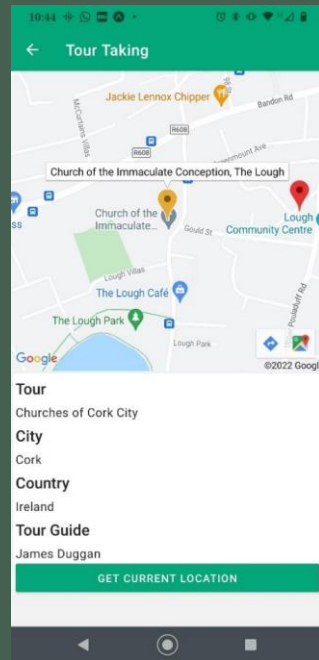 10:44
Tour Taking
Jackie Lennox Chipper
Bandon Rd
McCurtains Villas
R608
R608
Greenmount Ave
Church of the Immaculate Conception, The Lough
Church of the
Immaculate...
Gould St
Lough
Community Centre
ss
Lough Villas
The Lough Café
Pouladuff Rd
The Lough Park
Lough Park
Google
©2022 Googl
Tour
Churches of Cork City
City
Cork
Country
Ireland
Tour Guide
James Duggan
GET CURRENT LOCATION